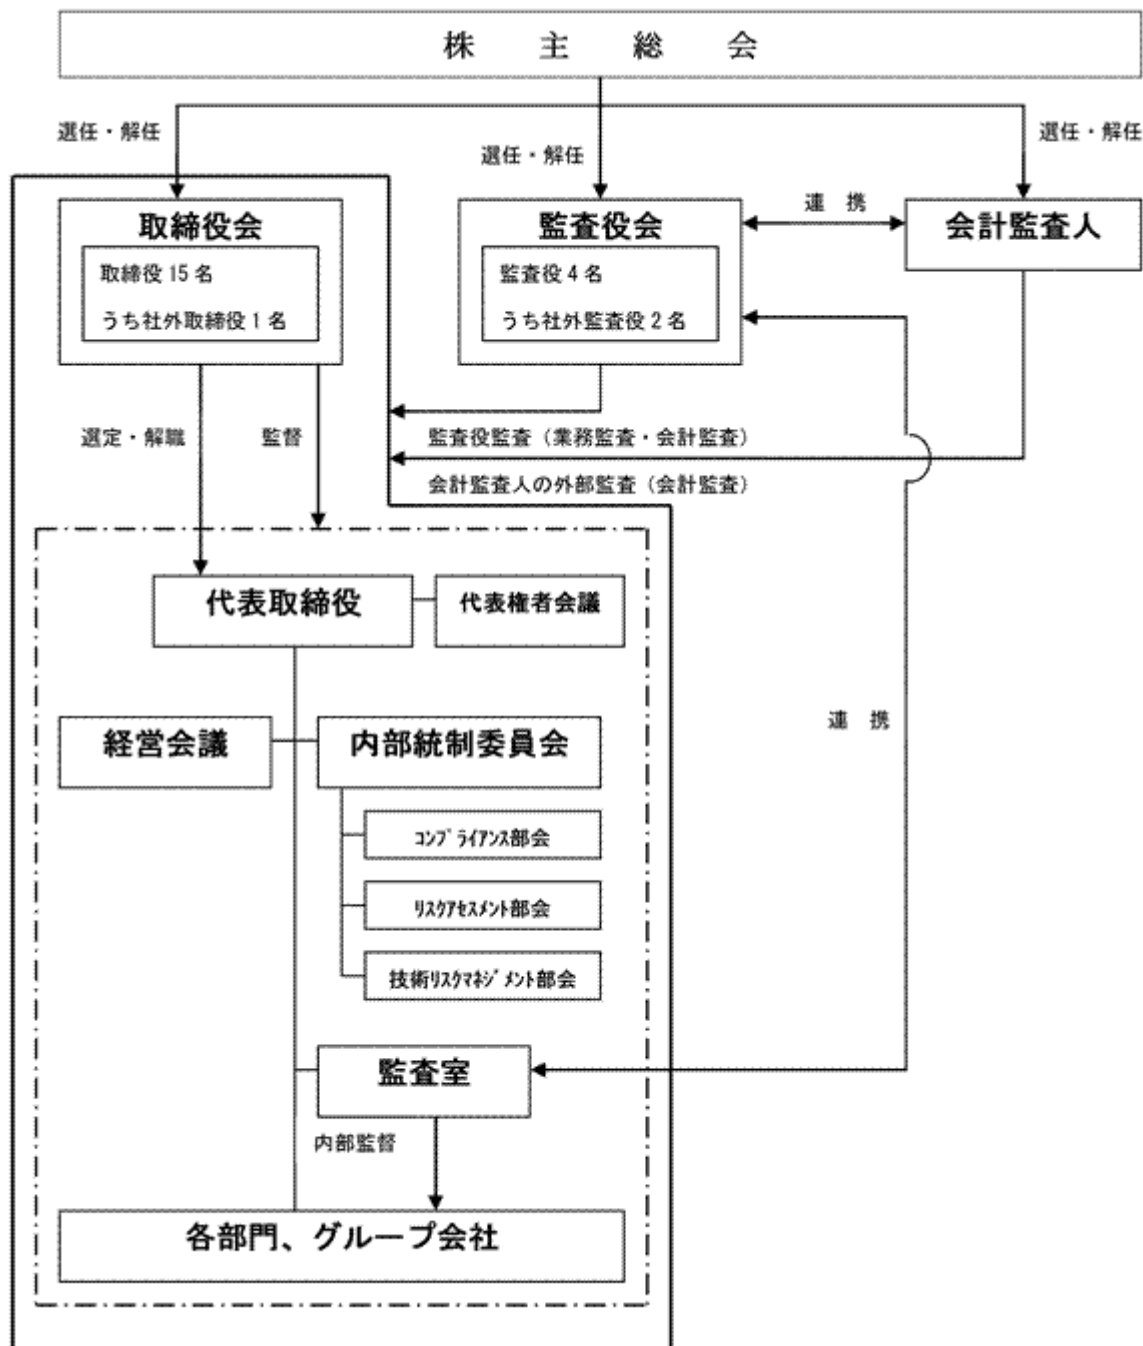 株主総会
選任・解任
選任・解任
選任・解任
取締役会
取締役 15 名
うち社外取締役 1 名
監査役会
監査役 4 名
うち社外監査役 2 名
連 携
会計監査人
選定・解職
監督
監査役監査（業務監査・会計監査）
会計監査人の外部監査（会計監査）
代表取締役
代表権者会議
連 携
経営会議
内部統制委員会
ｺﾝﾌﾟﾗｲｱﾝｽ部会
ﾘｽｸｱｾｽﾒﾝﾄ部会
技術ﾘｽｸﾏﾈｼﾞﾒﾝﾄ部会
監査室
内部監督
各部門、グループ会社